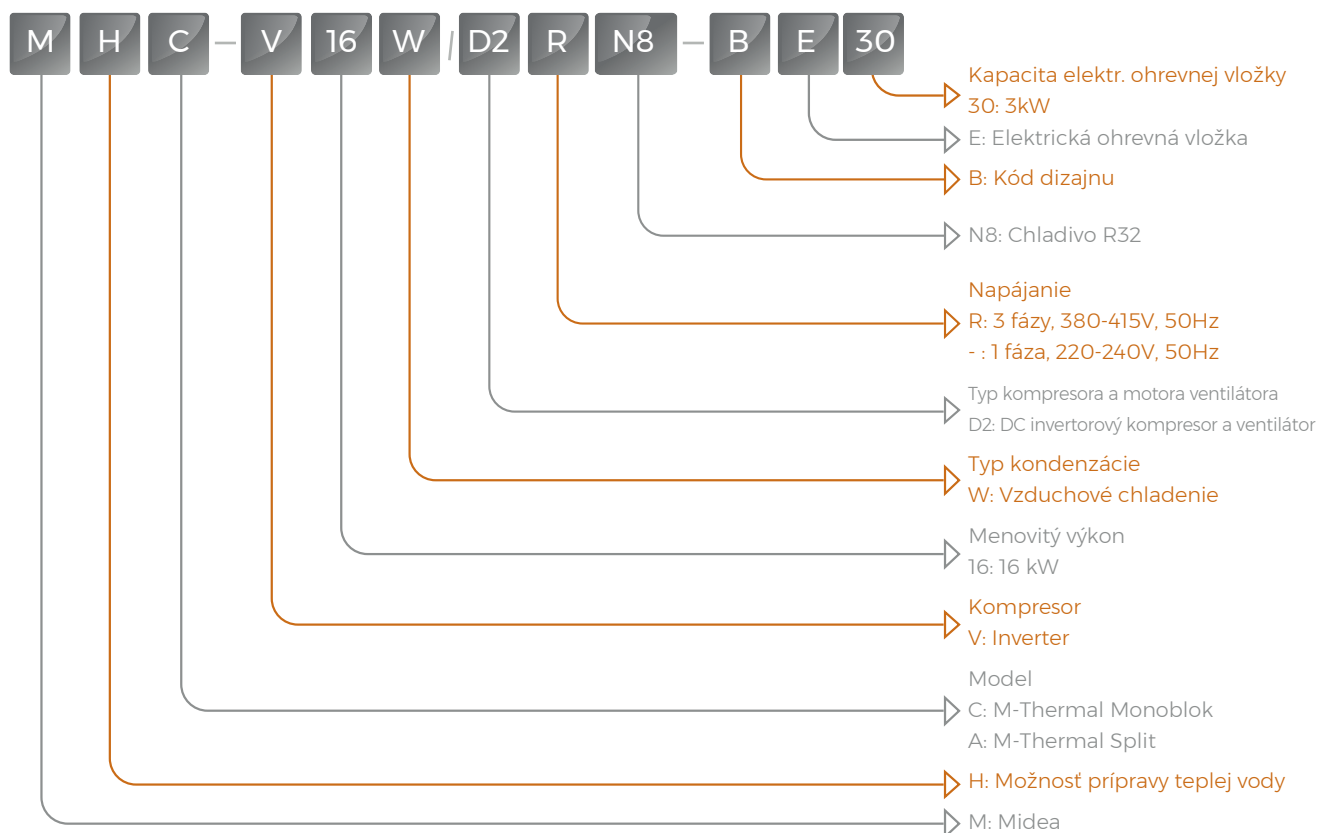 M H C – V 16 W / D2 R N8 – B E 30
Kapacita elektr. ohrevnej vložky
30: 3kW
E: Elektrická ohrevná vložka
B: Kód dizajnu
N8: Chladivo R32
Napájanie
R: 3 fázy, 380-415V, 50Hz
- : 1 fáza, 220-240V, 50Hz
Typ kompresora a motora ventilátora
D2: DC invertorový kompresor a ventilátor
Typ kondenzácie
W: Vzduchové chladenie
Menovitý výkon
16: 16 kW
Kompresor
V: Inverter
Model
C: M-Thermal Monoblok
A: M-Thermal Split
H: Možnosť prípravy teplej vody
M: Midea